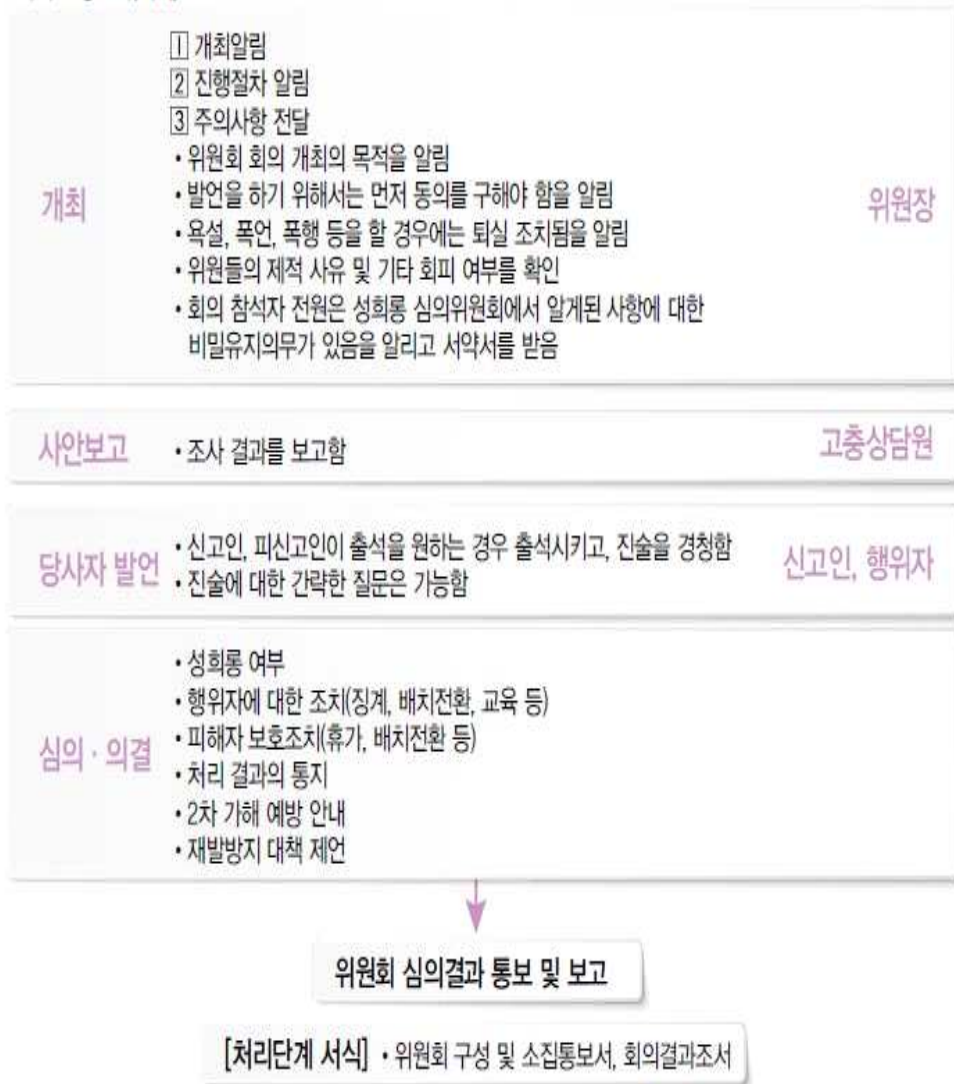 개최
1 개최알림
2 진행절차 알림
3 주의사항 전달
• 위원회 회의 개최의 목적을 알림
• 발언을 하기 위해서는 먼저 동의를 구해야 함을 알림
• 욕설, 폭언, 폭행 등을 할 경우에는 퇴실 조치됨을 알림
• 위원들의 제적 사유 및 기타 회피 여부를 확인
• 회의 참석자 전원은 성희롱 심의위원회에서 알게된 사항에 대한
비밀유지의무가 있음을 알리고 서약서를 받음
위원장
사안보고
• 조사 결과를 보고함
고충상담원
당사자 발언
• 신고인, 피신고인이 출석을 원하는 경우 출석시키고, 진술을 경청함
• 진술에 대한 간략한 질문은 가능함
신고인, 행위자
심의 · 의결
• 성희롱 여부
• 행위자에 대한 조치(징계, 배치전환, 교육 등)
• 피해자 보호조치(휴가, 배치전환 등)
• 처리 결과의 통지
• 2차 가해 예방 안내
• 재발방지 대책 제언
위원회 심의결과 통보 및 보고
[처리단계 서식] • 위원회 구성 및 소집통보서, 회의결과조서